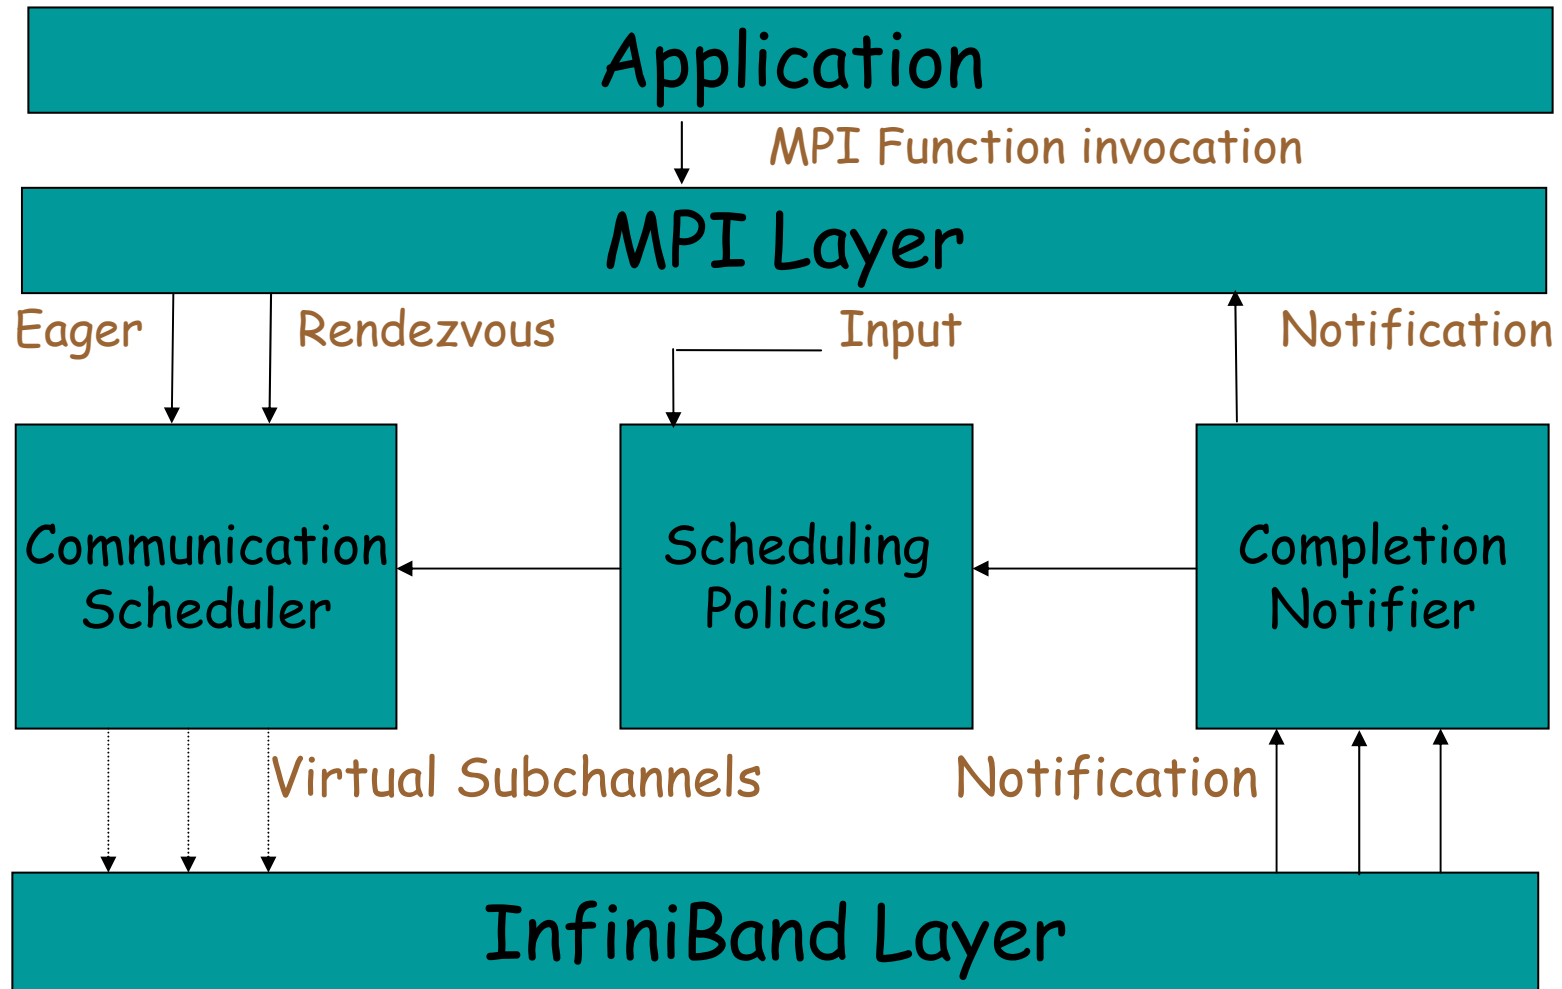 Application
MPI Function invocation
MPI Layer
Eager
Rendezvous
Input
Notification
Communication
Scheduler
Scheduling
Policies
Completion
Notifier
Virtual Subchannels
Notification
InfiniBand Layer